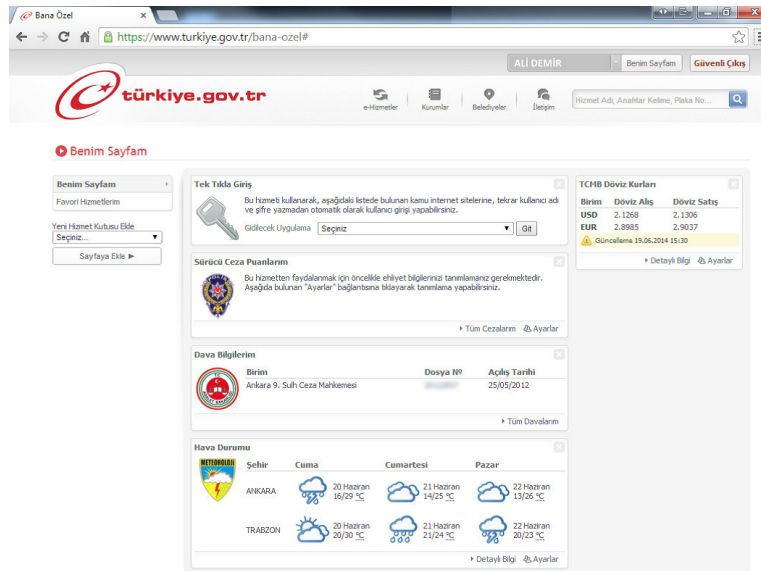 Bana Özel
https://www.turkiye.gov.tr/bana-ozel#
ALİ DEMİR
Benim Sayfam
Güvenli Çıkış
türkiye.gov.tr
e-Hizmetler
Kurumlar
Belediyeler
İletişim
Hizmet Adı, Anahtar Kelime, Plaka No...
Benim Sayfam
Benim Sayfam
Favori Hizmetlerim
Yeni Hizmet Kutusu Ekle
Seçiniz...
Sayfaya Ekle
Tek Tıkla Giriş
Bu hizmeti kullanarak, aşağıdaki listede bulunan kamu internet sitelerine, tekrar kullanıcı adı
ve şifre yazmadan otomatik olarak kullanıcı girişi yapabilirsiniz.
Gidilecek Uygulama Seçiniz Git
Sürücü Ceza Puanlarım
Bu hizmetten faydalanmak için öncelikle ehliyet bilgilerinizi tanımlamanız gerekmektedir.
Aşağıda bulunan "Ayarlar" bağlantısına tıklayarak tanımlama yapabilirsiniz.
Tüm Cezalarım Ayarlar
Dava Bilgilerim
Birim Dosya Nº Açılış Tarihi
Ankara 9. Sulh Ceza Mahkemesi 25/05/2012
Tüm Davalarım
Hava Durumu
METEOROLOJİ
Şehir Cuma Cumartesi Pazar
ANKARA 20 Haziran 16/29 °C 21 Haziran 14/25 °C 22 Haziran 13/26 °C
TRABZON 20 Haziran 20/30 °C 21 Haziran 21/24 °C 22 Haziran 20/23 °C
Detaylı Bilgi Ayarlar
TCMB Döviz Kurları
Birim Döviz Alış Döviz Satış
USD 2.1268 2.1306
EUR 2.8985 2.9037
Güncelleme 19.06.2014 15:30
Detaylı Bilgi Ayarlar